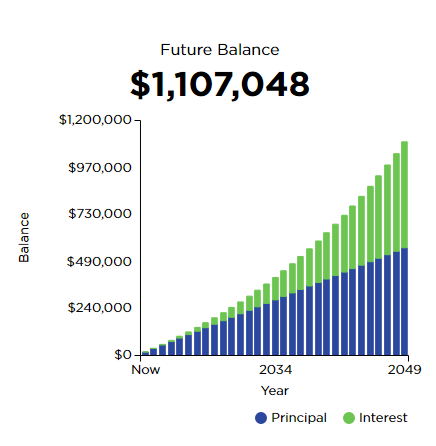 Future Balance
$1,107,048
$1,200,000
$970,000
$730,000
$490,000
$240,000
$0
Balance
Now 2034 2049
Year
Principal Interest